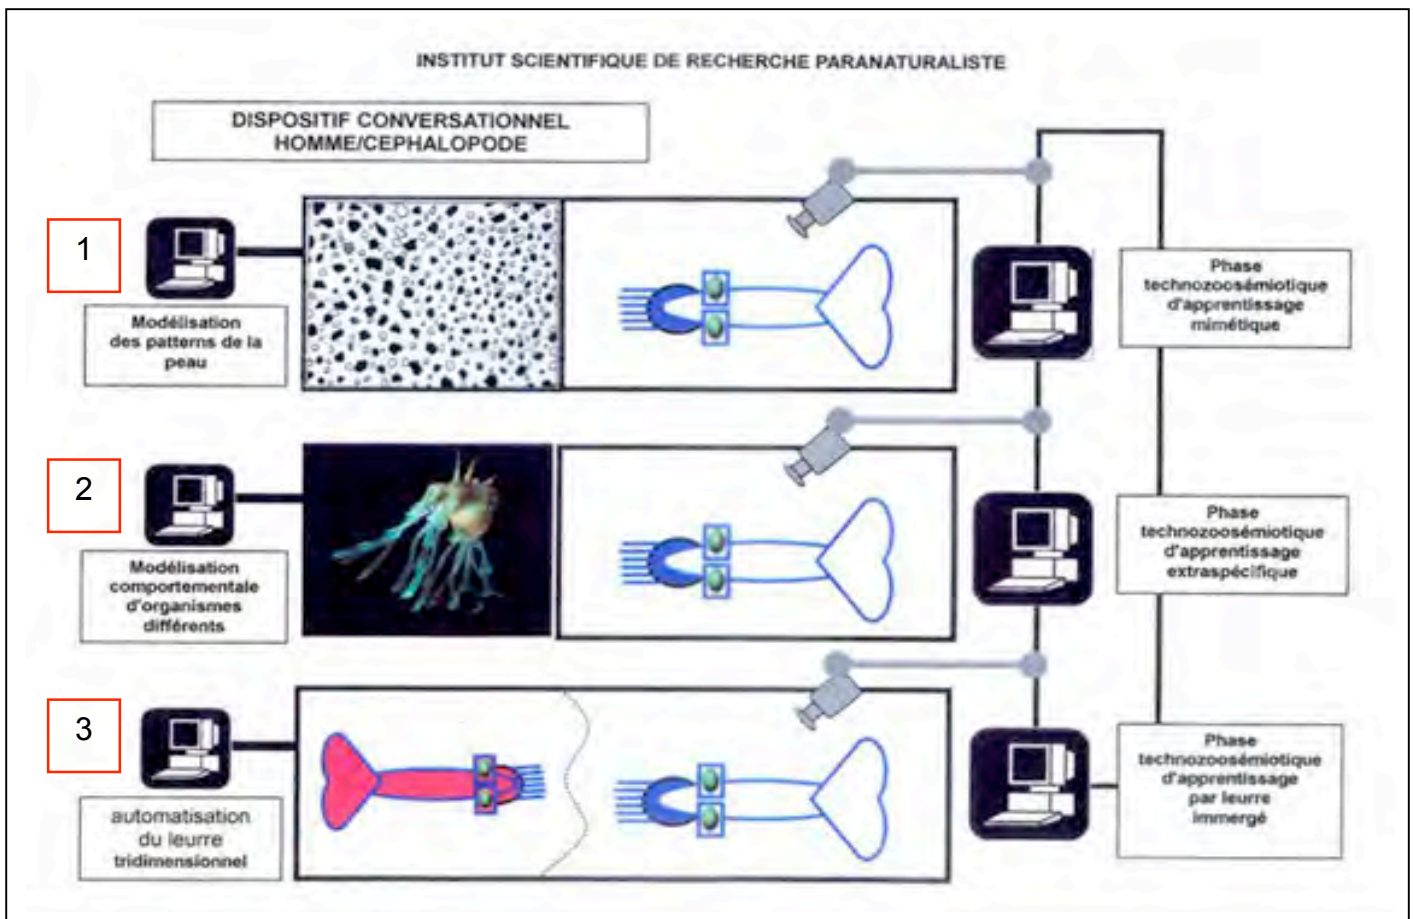 INSTITUT SCIENTIFIQUE DE RECHERCHE PARANATURALISTE
DISPOSITIF CONVERSATIONNEL
HOMME/CEPHALOPODE
1
Modélisation
des patterns de la
peau
Phase
technozoosémiotique
d'apprentissage
mimétique
2
Modélisation
comportementale
d'organismes
différents
Phase
technozoosémiotique
d'apprentissage
extraspécifique
3
automatisation
du leurre
tridimensionnel
Phase
technozoosémiotique
d'apprentissage
par leurre
immergé